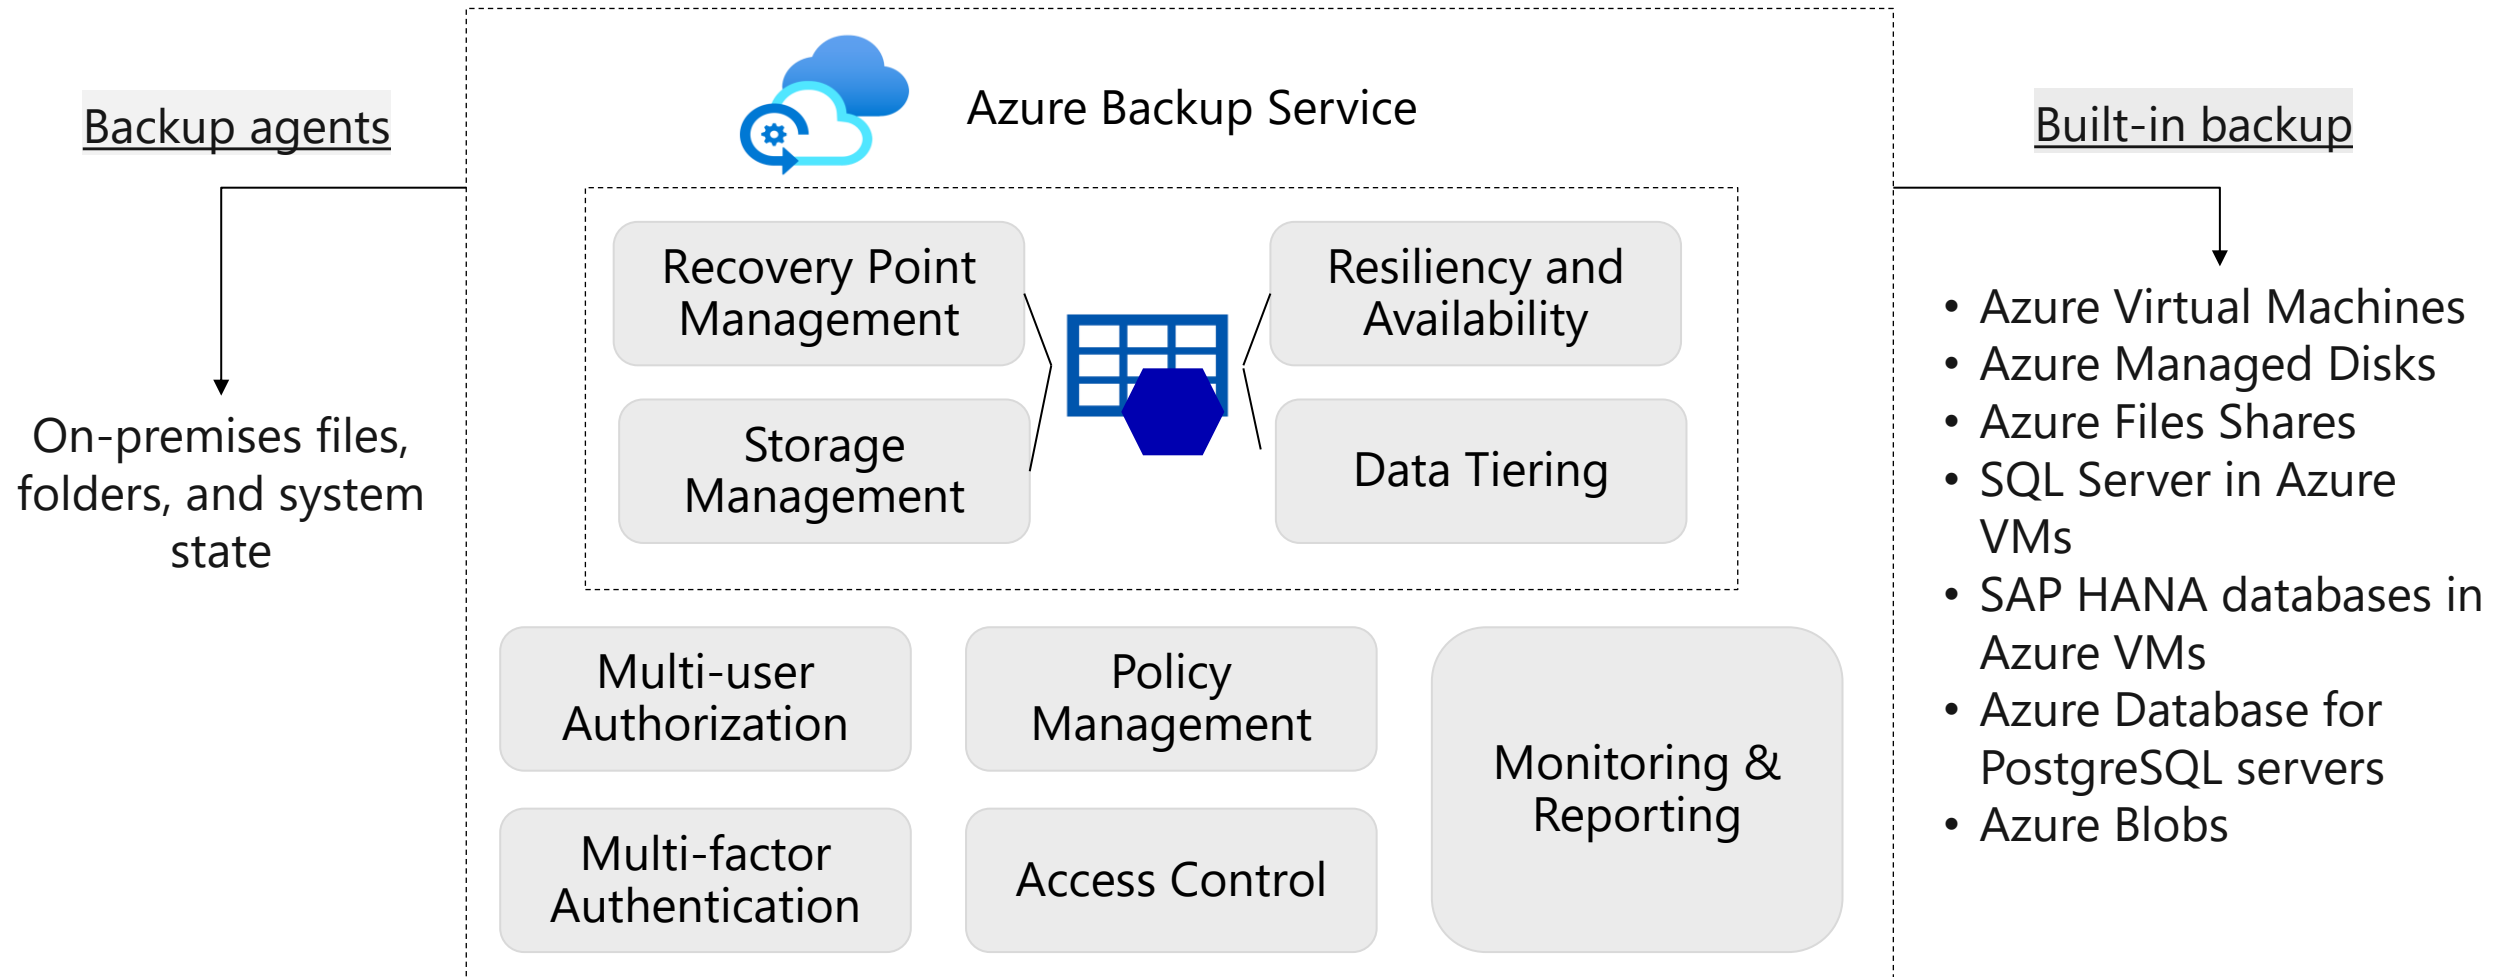 Backup agents
On-premises files,
folders, and system
state
Azure Backup Service
Recovery Point
Management
Resiliency and
Availability
Storage
Management
Data Tiering
Multi-user
Authorization
Policy
Management
Monitoring &
Reporting
Multi-factor
Authentication
Access Control
Built-in backup
• Azure Virtual Machines
• Azure Managed Disks
• Azure Files Shares
• SQL Server in Azure
VMs
• SAP HANA databases in
Azure VMs
• Azure Database for
PostgreSQL servers
• Azure Blobs